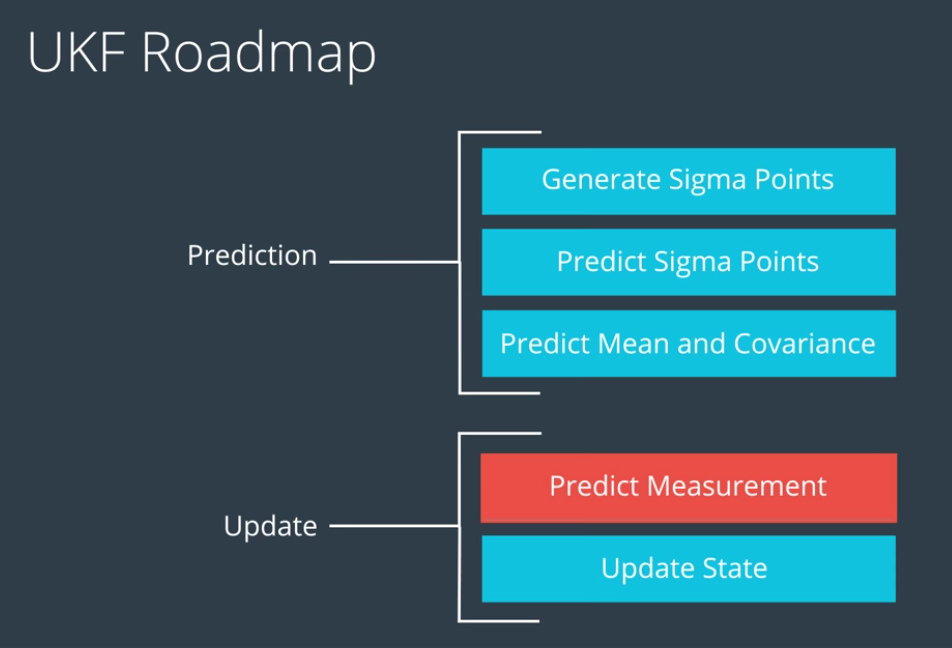 UKF Roadmap
Prediction
Generate Sigma Points
Predict Sigma Points
Predict Mean and Covariance
Update
Predict Measurement
Update State